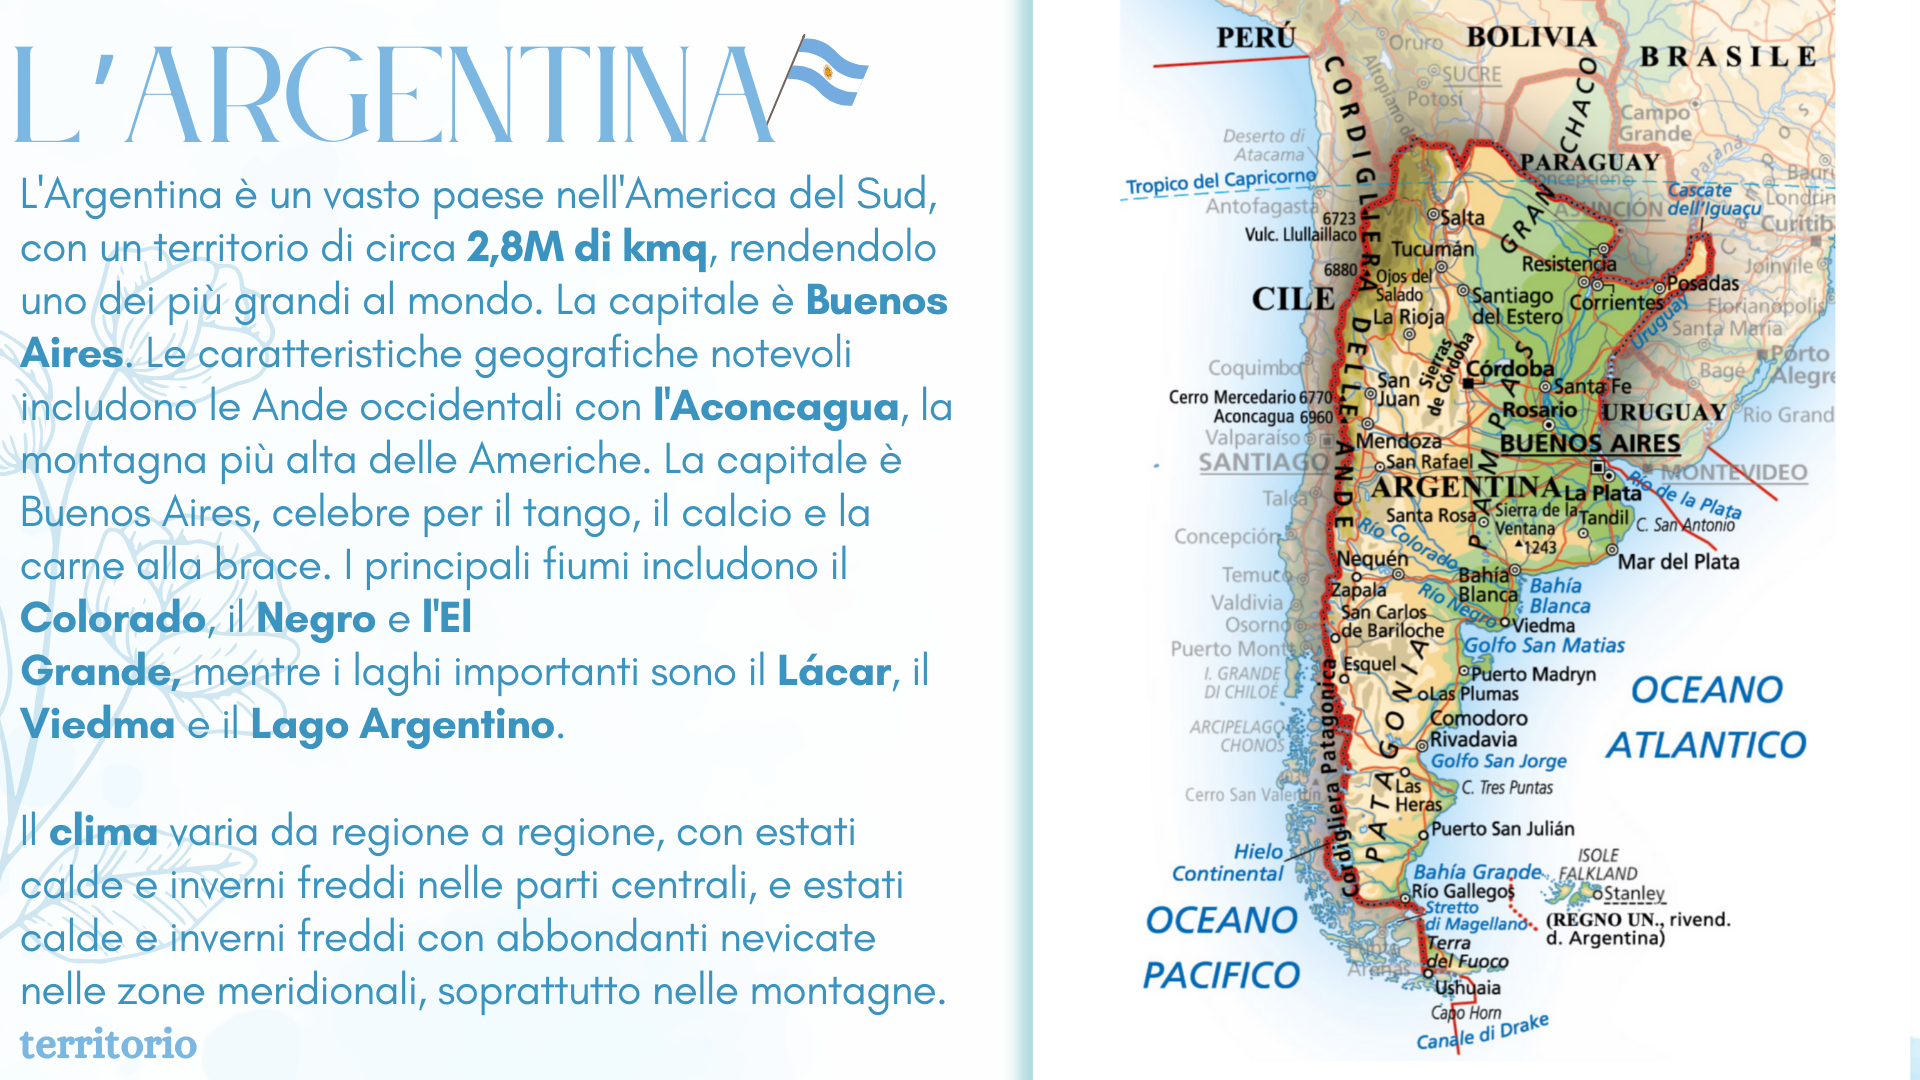 L'ARGENTINA
L'Argentina è un vasto paese nell'America del Sud,
con un territorio di circa 2,8M di kmq, rendendolo
uno dei più grandi al mondo. La capitale è Buenos
Aires. Le caratteristiche geografiche notevoli
includono le Ande occidentali con l'Aconcagua, la
montagna più alta delle Americhe. La capitale è
Buenos Aires, celebre per il tango, il calcio e la
carne alla brace. I principali fiumi includono il
Colorado, il Negro e l'El
Grande, mentre i laghi importanti sono il Lácar, il
Viedma e il Lago Argentino.
Il clima varia da regione a regione, con estati
calde e inverni freddi nelle parti centrali, e estati
calde e inverni freddi con abbondanti nevicate
nelle zone meridionali, soprattutto nelle montagne.
territorio
PERÚ
BOLIVIA
BRASILE
Oruro
SUCRE
Potosí
CORDIGLIERA DELLE ANDE
GRAN CHACO
Campo
Grande
Paraná
Deserto di
Atacama
PARAGUAY
Concepción
Tropico del Capricorno
Antofagasta
ASUNCIÓN
Cascate
dell'Iguaçu
Londrin
Curitib
Bauri
6723
Vulc. Llullaillaco
Salta
Tucumán
Resistencia
Joinvile
6880
Ojos del
Salado
Santiago
del Estero
Corrientes
Posadas
Florianópolis
CILE
La Rioja
Uruguay
Santa Maria
Sierras
de Córdoba
Córdoba
Porto
Alegre
Coquimbo
San
Juan
Santa Fe
Bagé
Cerro Mercedario 6770
Aconcagua 6960
Rosario
URUGUAY
Rio Grand
Valparaíso
Mendoza
BUENOS AIRES
SANTIAGO
San Rafael
MONTEVIDEO
PAMPAS
ARGENTINA
La Plata
Río de la Plata
Talca
Santa Rosa
Sierra de la
Ventana
1243
Tandil
C. San Antonio
Concepción
Río Colorado
Nequén
Mar del Plata
Temuco
Zapala
Bahía
Blanca
Bahía
Blanca
Valdivia
Río Negro
Osorno
San Carlos
de Bariloche
Viedma
Puerto Montt
Golfo San Matias
I. GRANDE
DI CHILOÉ
Esquel
Puerto Madryn
Las Plumas
OCEANO
ATLANTICO
ARCIPELAGO
CHONOS
PATAGONIA
Cordigliera Patagonica
Comodoro
Rivadavia
Golfo San Jorge
Cerro San Valentín
Las
Heras
C. Tres Puntas
Puerto San Julián
Hielo
Continental
Bahía Grande
ISOLE
FALKLAND
Río Gallegos
Stanley
Stretto
di Magellano
(REGNO UN., rivend.
d. Argentina)
OCEANO
PACIFICO
Punta
Arenas
Terra
del Fuoco
Ushuaia
Capo Horn
Canale di Drake